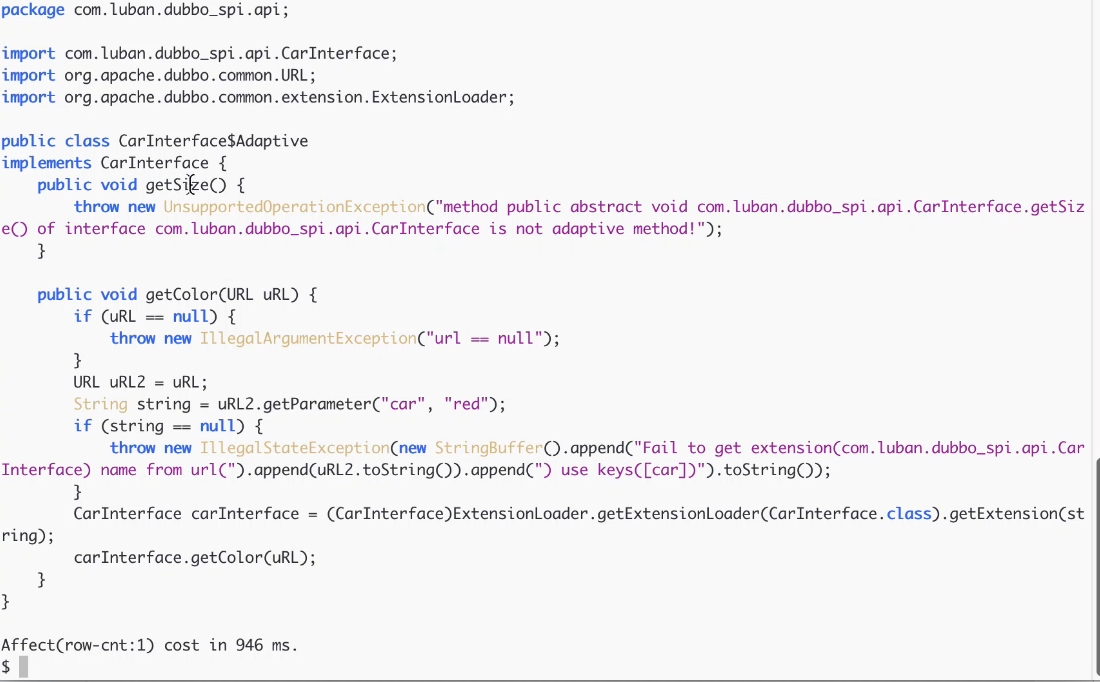 package com.luban.dubbo_spi.api;
import com.luban.dubbo_spi.api.CarInterface;
import org.apache.dubbo.common.URL;
import org.apache.dubbo.common.extension.ExtensionLoader;
public class CarInterface$Adaptive
implements CarInterface {
    public void getSize() {
        throw new UnsupportedOperationException("method public abstract void com.luban.dubbo_spi.api.CarInterface.getSiz
e() of interface com.luban.dubbo_spi.api.CarInterface is not adaptive method!");
    }
    public void getColor(URL uRL) {
        if (uRL == null) {
            throw new IllegalArgumentException("url == null");
        }
        URL uRL2 = uRL;
        String string = uRL2.getParameter("car", "red");
        if (string == null) {
            throw new IllegalStateException(new StringBuffer().append("Fail to get extension(com.luban.dubbo_spi.api.Car
Interface) name from url(").append(uRL2.toString()).append(") use keys([car])").toString());
        }
        CarInterface carInterface = (CarInterface)ExtensionLoader.getExtensionLoader(CarInterface.class).getExtension(st
ring);
        carInterface.getColor(uRL);
    }
}
Affect(row-cnt:1) cost in 946 ms.
$